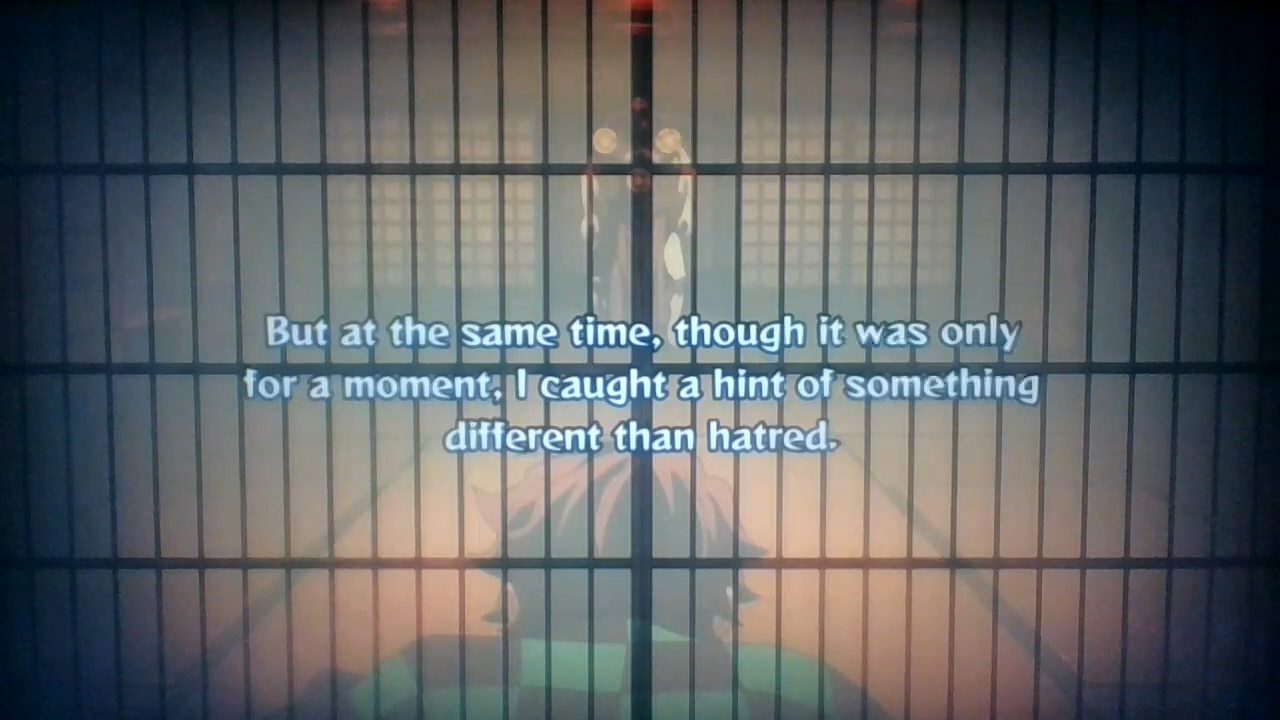 But at the same time, though it was only
for a moment, I caught a hint of something
different than hatred.